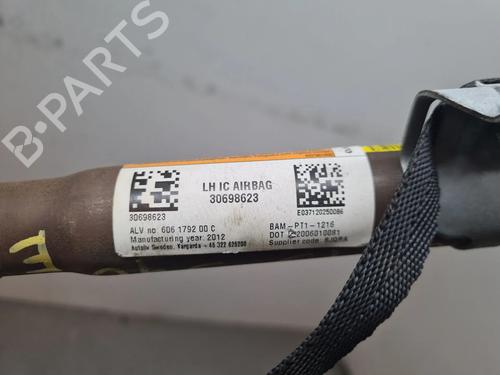 B-PARTS
LH IC AIRBAG
30698623
30698623
E037120250086
ALV no: 606 1792 00 C
Manufacturing year: 2012
Autoliv Sweden, Vargarda - 46 322 626200
BAM-PT1-1216
DOT 2006010081
Supplier code: